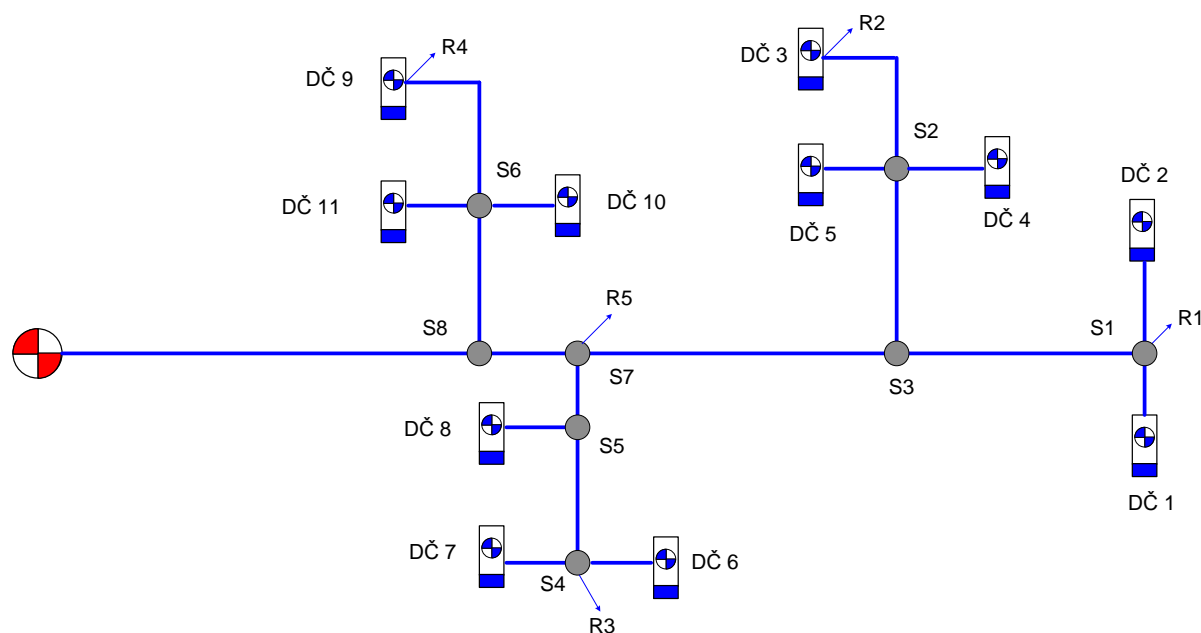 R4
DČ 9
S6
DČ 11
DČ 10
R2
DČ 3
S2
DČ 5
DČ 4
DČ 2
S8
R5
S7
S3
S1
R1
DČ 8
S5
DČ 1
DČ 7
S4
DČ 6
R3